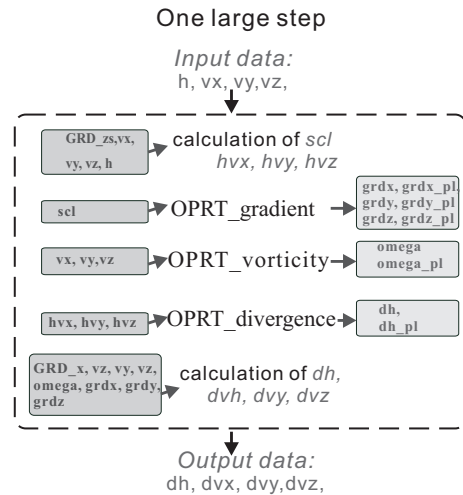 One large step
Input data:
h, vx, vy,vz,
GRD_zs,vx,
vy, vz, h
calculation of scl
hvx, hvy, hvz
scl
OPRT_gradient
grdx, grdx_pl,
grdy, grdy_pl
grdz, grdz_pl
vx, vy,vz
OPRT_vorticity
omega
omega_pl
hvx, hvy, hvz
OPRT_divergence
dh,
dh_pl
GRD_x, vz, vy, vz,
omega, grdx, grdy,
grdz
calculation of dh,
dvh, dvy, dvz
Output data:
dh, dvx, dvy,dvz,